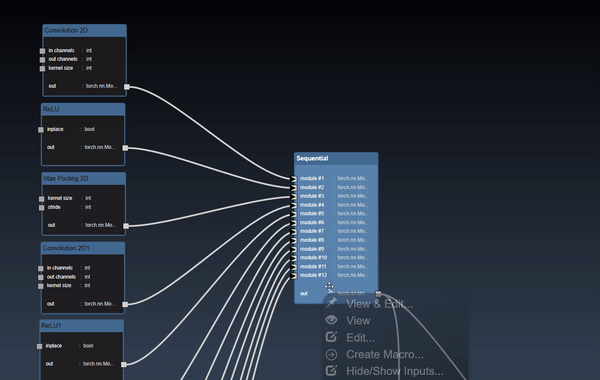 Convolution 2D
in channels : int
out channels : int
kernel size : int
out : torch.nn.Mo...
ReLU
inplace : bool
out : torch.nn.Mo...
Max Pooling 2D
kernel size : int
stride : int
out : torch.nn.Mo...
Convolution 2D1
in channels : int
out channels : int
kernel size : int
out : torch.nn.Mo...
ReLU1
inplace : bool
out : torch.nn.Mo...
Sequential
module #1 : torch.nn.Mo...
module #2 : torch.nn.Mo...
module #3 : torch.nn.Mo...
module #4 : torch.nn.Mo...
module #5 : torch.nn.Mo...
module #6 : torch.nn.Mo...
module #7 : torch.nn.Mo...
module #8 : torch.nn.Mo...
module #9 : torch.nn.Mo...
module #10 : torch.nn.Mo...
module #11 : torch.nn.Mo...
module #12 : torch.nn.Mo...
out : torch.nn.Mo...
View & Edit...
View
Edit...
Create Macro...
Hide/Show Inputs...